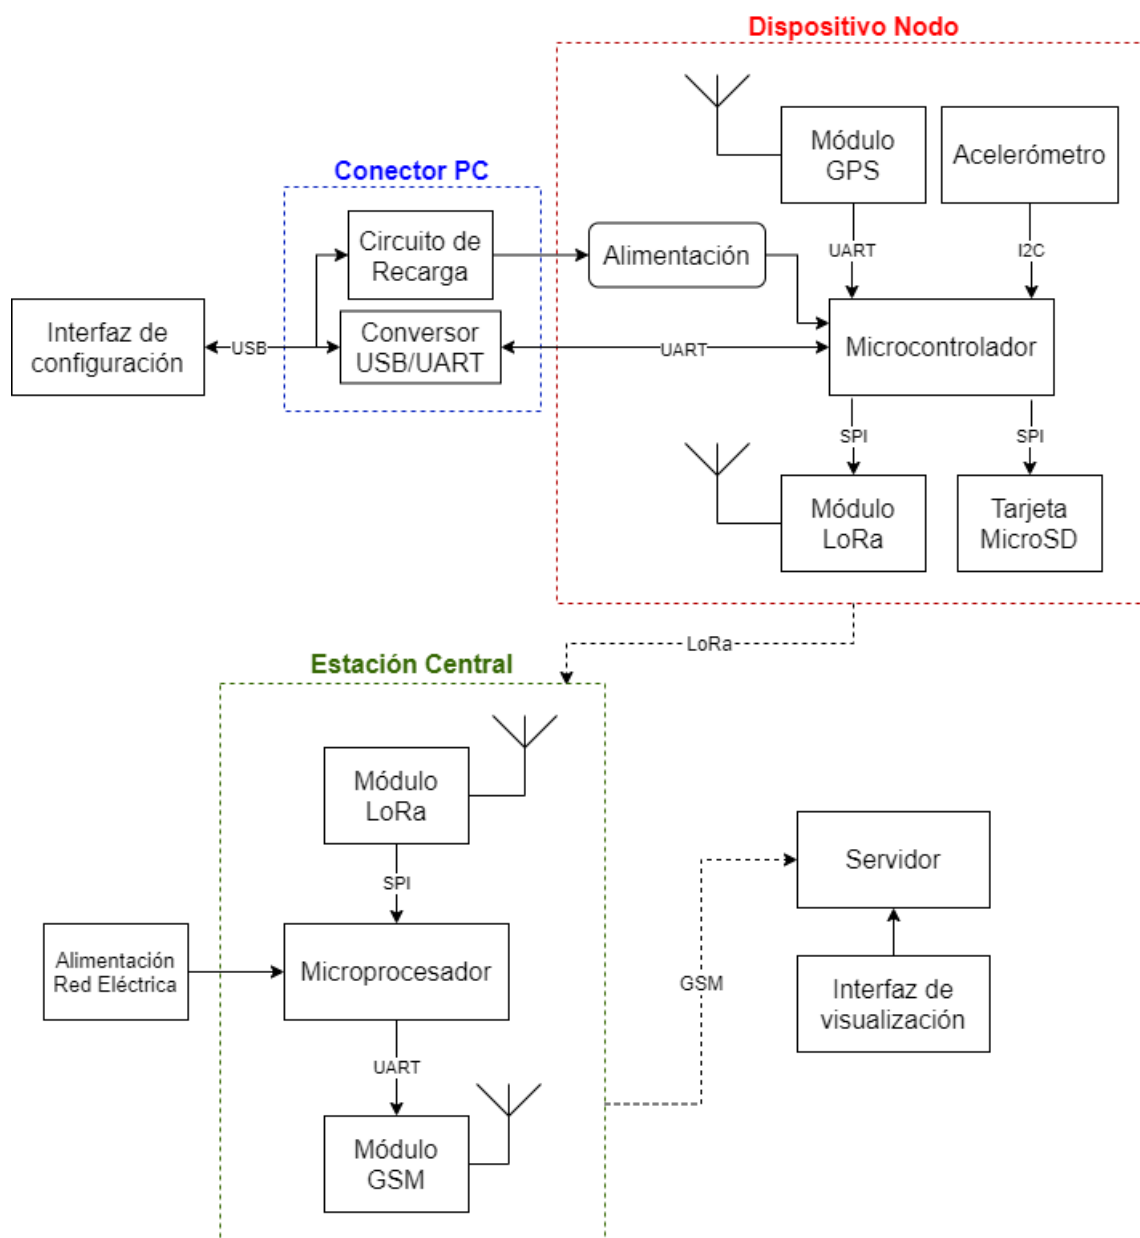 Dispositivo Nodo
Módulo
GPS
Acelerómetro
Conector PC
Circuito de
Recarga
Alimentación
UART
I2C
Interfaz de
configuración
USB
Conversor
USB/UART
UART
Microcontrolador
SPI
SPI
Módulo
LoRa
Tarjeta
MicroSD
LoRa
Estación Central
Módulo
LoRa
SPI
Alimentación
Red Eléctrica
Microprocesador
UART
Módulo
GSM
GSM
Servidor
Interfaz de
visualización